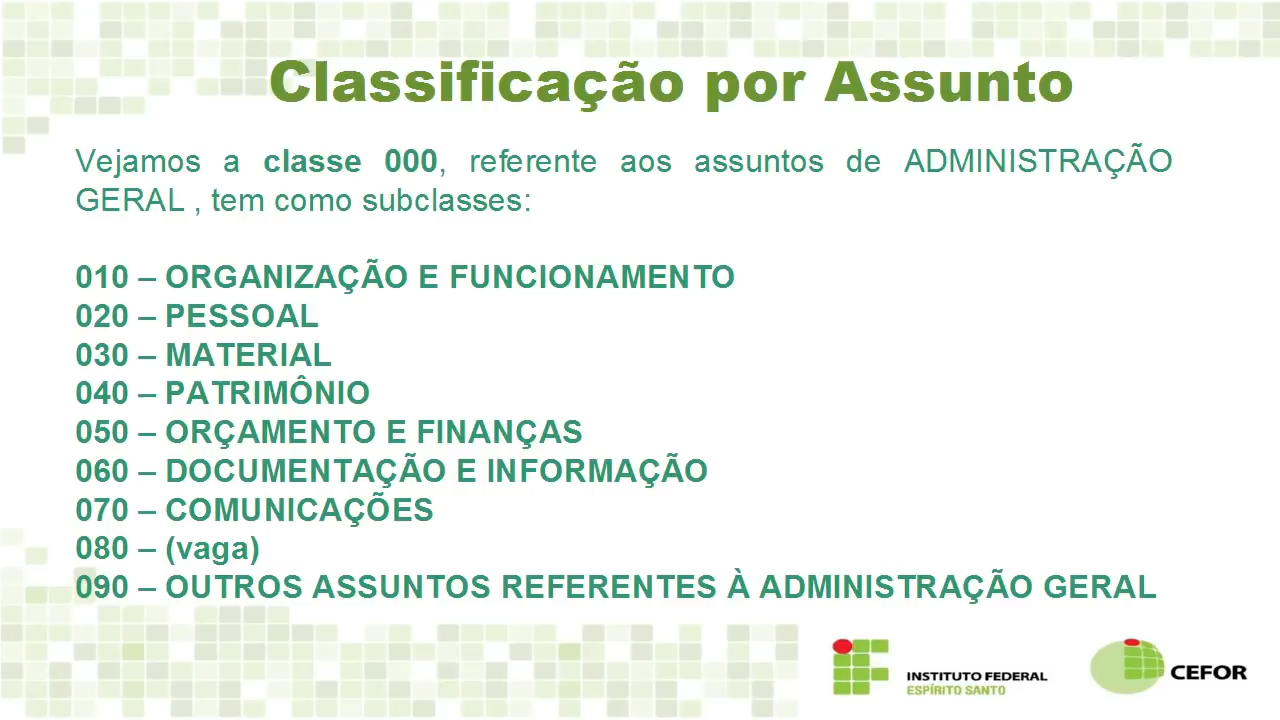 Classificação por Assunto
Vejamos a classe 000, referente aos assuntos de ADMINISTRAÇÃO
GERAL , tem como subclasses:
010 – ORGANIZAÇÃO E FUNCIONAMENTO
020 – PESSOAL
030 – MATERIAL
040 – PATRIMÔNIO
050 – ORÇAMENTO E FINANÇAS
060 – DOCUMENTAÇÃO E INFORMAÇÃO
070 – COMUNICAÇÕES
080 – (vaga)
090 – OUTROS ASSUNTOS REFERENTES À ADMINISTRAÇÃO GERAL
INSTITUTO FEDERAL
ESPÍRITO SANTO
CEFOR